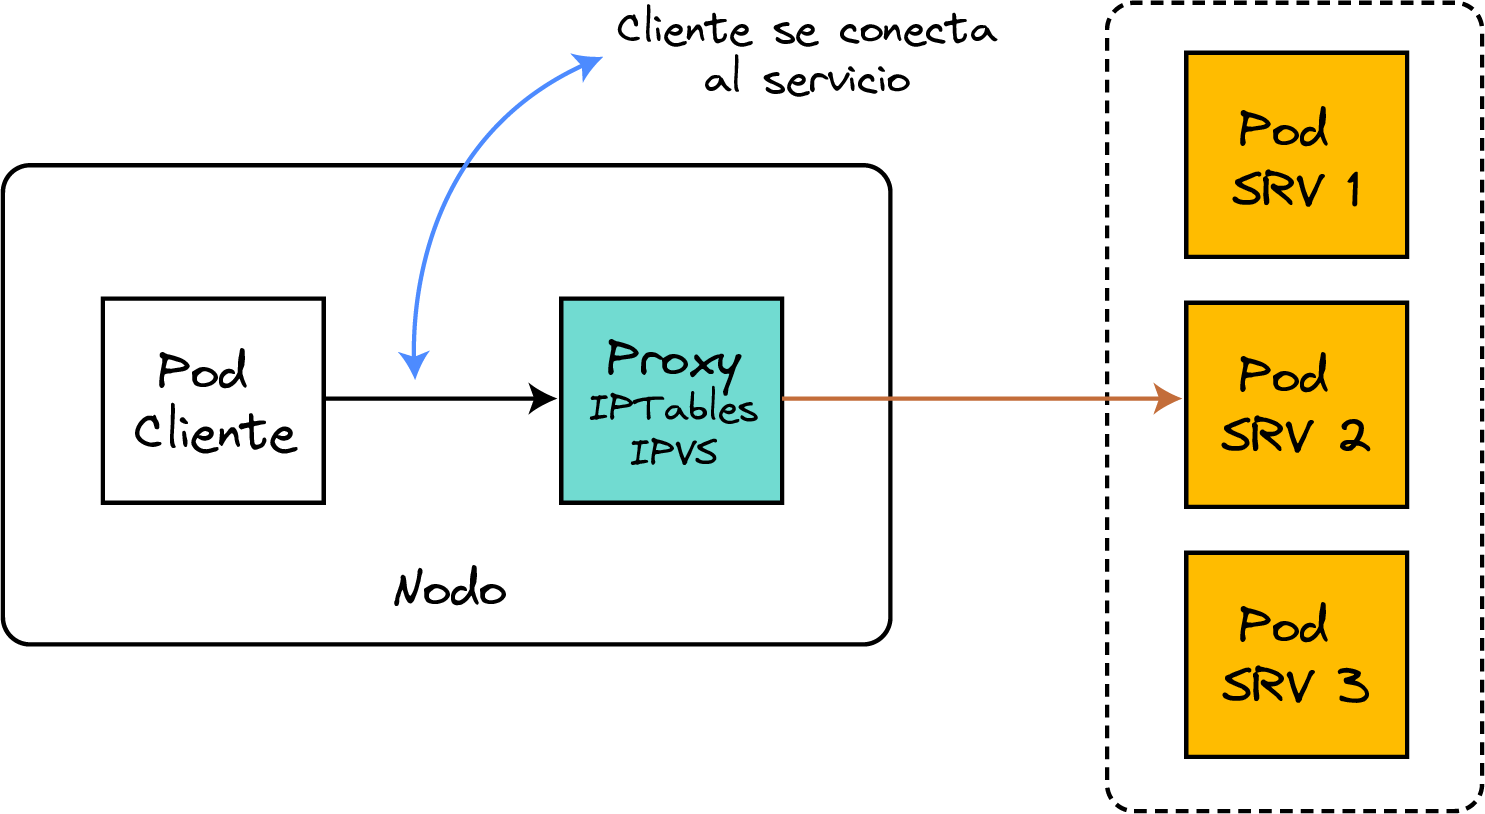 Cliente se conecta
al servicio
Pod
Cliente
Proxy
IPTables
IPVS
Nodo
Pod
SRV 1
Pod
SRV 2
Pod
SRV 3